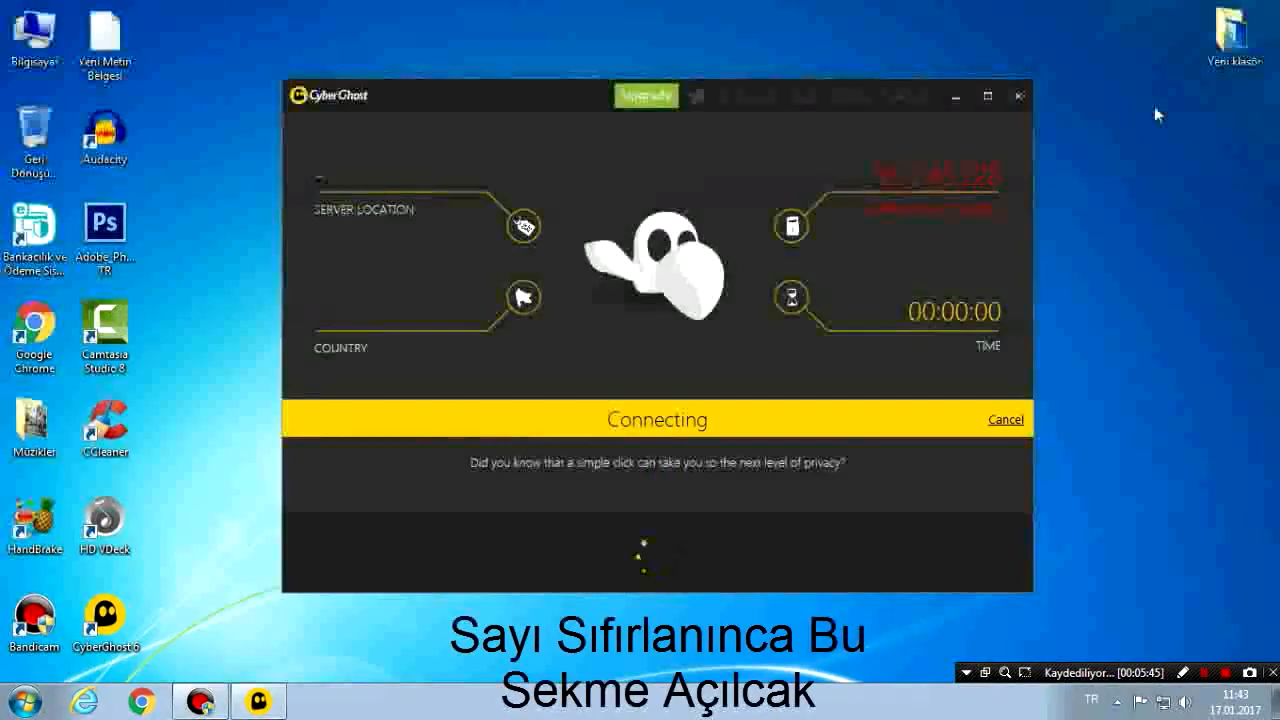 Bilgisayar
Yeni Metin
Belgesi
Yeni klasör
CyberGhost
Upgrade
Geri
Dönüşü...
Audacity
SERVER LOCATION
Bankacılık ve
Ödeme Sis...
Adobe_Ph...
TR
00:00:00
COUNTRY
TIME
Google
Chrome
Camtasia
Studio 8
Connecting
Cancel
Did you know that a simple click can take you so the next level of privacy?
Müzikler
CCleaner
HandBrake
HD VDeck
Bandicam
CyberGhost 6
Sayı Sıfırlanınca Bu
Sekme Açılcak
Kaydediliyor... [00:05:45]
TR
11:43
17.01.2017